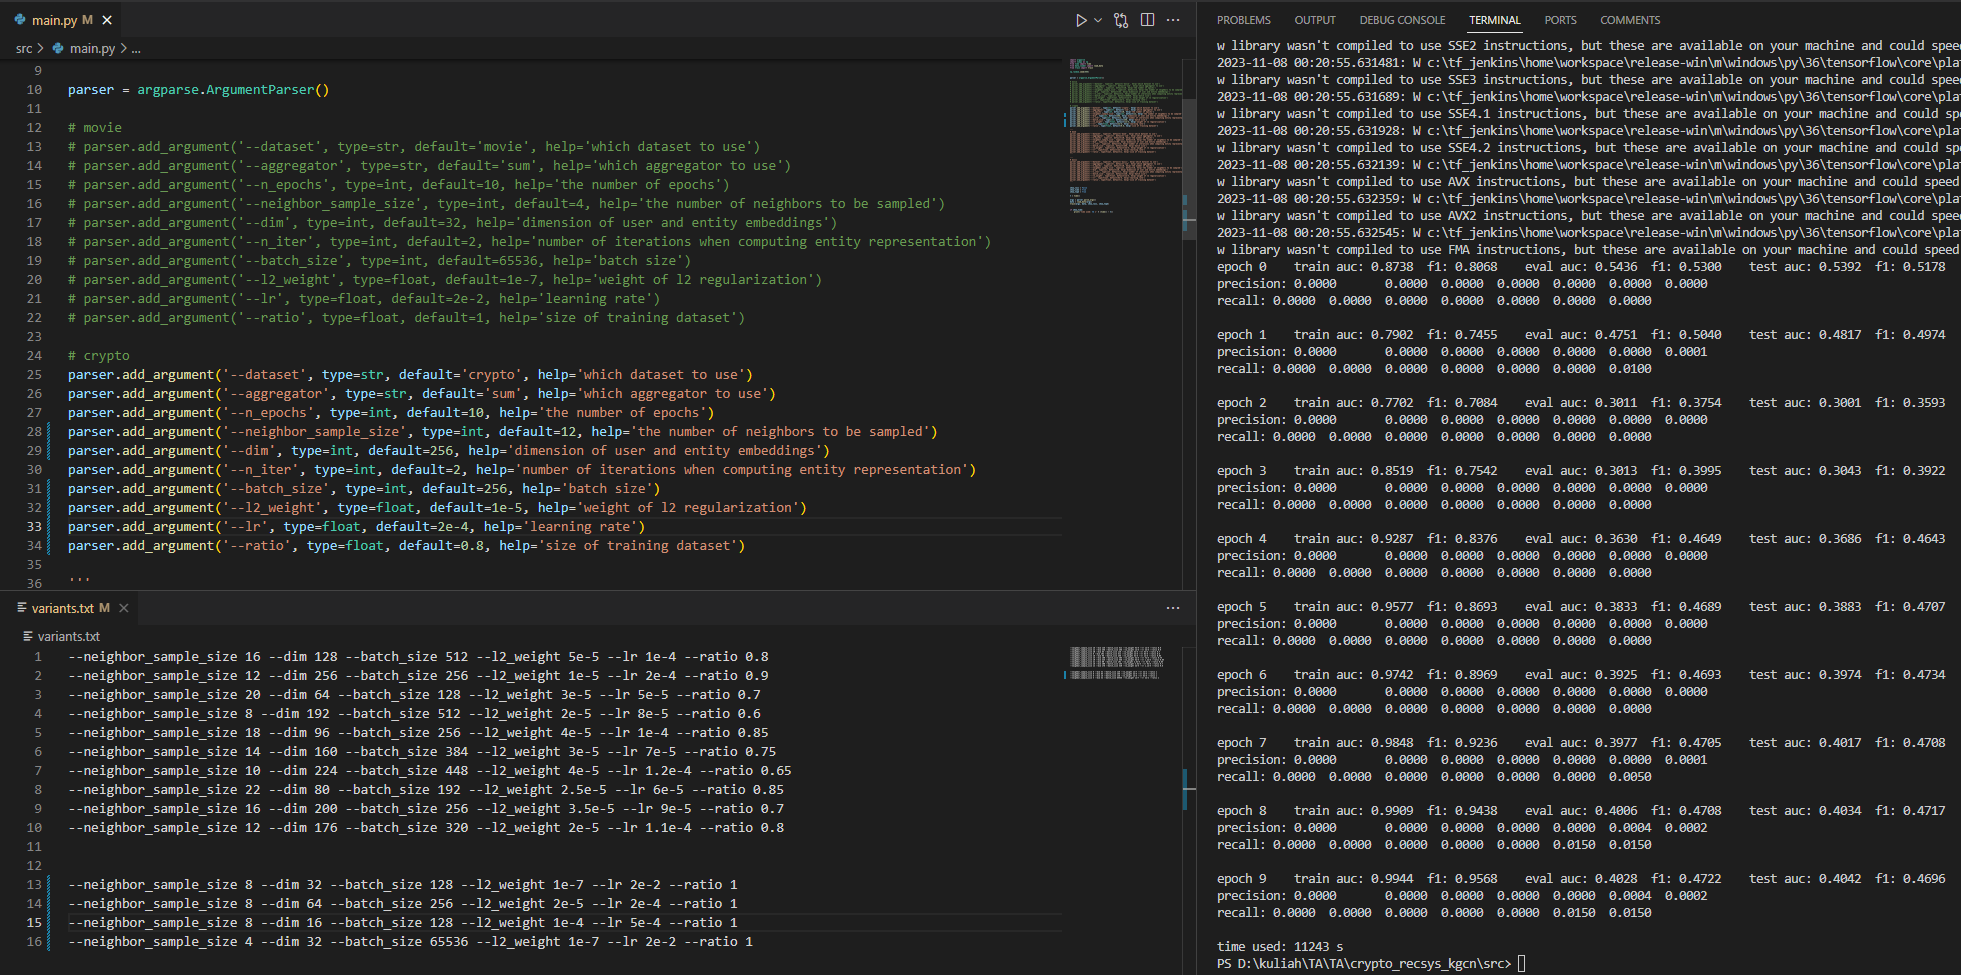 main.py M
src > main.py > ...
9
10 parser = argparse.ArgumentParser()
11
12 # movie
13 # parser.add_argument('--dataset', type=str, default='movie', help='which dataset to use')
14 # parser.add_argument('--aggregator', type=str, default='sum', help='which aggregator to use')
15 # parser.add_argument('--n_epochs', type=int, default=10, help='the number of epochs')
16 # parser.add_argument('--neighbor_sample_size', type=int, default=4, help='the number of neighbors to be sampled')
17 # parser.add_argument('--dim', type=int, default=32, help='dimension of user and entity embeddings')
18 # parser.add_argument('--n_iter', type=int, default=2, help='number of iterations when computing entity representation')
19 # parser.add_argument('--batch_size', type=int, default=65536, help='batch size')
20 # parser.add_argument('--l2_weight', type=float, default=1e-7, help='weight of l2 regularization')
21 # parser.add_argument('--lr', type=float, default=2e-2, help='learning rate')
22 # parser.add_argument('--ratio', type=float, default=1, help='size of training dataset')
23
24 # crypto
25 parser.add_argument('--dataset', type=str, default='crypto', help='which dataset to use')
26 parser.add_argument('--aggregator', type=str, default='sum', help='which aggregator to use')
27 parser.add_argument('--n_epochs', type=int, default=10, help='the number of epochs')
28 parser.add_argument('--neighbor_sample_size', type=int, default=12, help='the number of neighbors to be sampled')
29 parser.add_argument('--dim', type=int, default=256, help='dimension of user and entity embeddings')
30 parser.add_argument('--n_iter', type=int, default=2, help='number of iterations when computing entity representation')
31 parser.add_argument('--batch_size', type=int, default=256, help='batch size')
32 parser.add_argument('--l2_weight', type=float, default=1e-5, help='weight of l2 regularization')
33 parser.add_argument('--lr', type=float, default=2e-4, help='learning rate')
34 parser.add_argument('--ratio', type=float, default=0.8, help='size of training dataset')
35
36 '''
variants.txt M
variants.txt
1 --neighbor_sample_size 16 --dim 128 --batch_size 512 --l2_weight 5e-5 --lr 1e-4 --ratio 0.8
2 --neighbor_sample_size 12 --dim 256 --batch_size 256 --l2_weight 1e-5 --lr 2e-4 --ratio 0.9
3 --neighbor_sample_size 20 --dim 64 --batch_size 128 --l2_weight 3e-5 --lr 5e-5 --ratio 0.7
4 --neighbor_sample_size 8 --dim 192 --batch_size 512 --l2_weight 2e-5 --lr 8e-5 --ratio 0.6
5 --neighbor_sample_size 18 --dim 96 --batch_size 256 --l2_weight 4e-5 --lr 1e-4 --ratio 0.85
6 --neighbor_sample_size 14 --dim 160 --batch_size 384 --l2_weight 3e-5 --lr 7e-5 --ratio 0.75
7 --neighbor_sample_size 10 --dim 224 --batch_size 448 --l2_weight 4e-5 --lr 1.2e-4 --ratio 0.65
8 --neighbor_sample_size 22 --dim 80 --batch_size 192 --l2_weight 2.5e-5 --lr 6e-5 --ratio 0.85
9 --neighbor_sample_size 16 --dim 200 --batch_size 256 --l2_weight 3.5e-5 --lr 9e-5 --ratio 0.7
10 --neighbor_sample_size 12 --dim 176 --batch_size 320 --l2_weight 2e-5 --lr 1.1e-4 --ratio 0.8
11
12
13 --neighbor_sample_size 8 --dim 32 --batch_size 128 --l2_weight 1e-7 --lr 2e-2 --ratio 1
14 --neighbor_sample_size 8 --dim 64 --batch_size 256 --l2_weight 2e-5 --lr 2e-4 --ratio 1
15 --neighbor_sample_size 8 --dim 16 --batch_size 128 --l2_weight 1e-4 --lr 5e-4 --ratio 1
16 --neighbor_sample_size 4 --dim 32 --batch_size 65536 --l2_weight 1e-7 --lr 2e-2 --ratio 1
PROBLEMS OUTPUT DEBUG CONSOLE TERMINAL PORTS COMMENTS
w library wasn't compiled to use SSE2 instructions, but these are available on your machine and could spee
2023-11-08 00:20:55.631481: W c:\tf_jenkins\home\workspace\release-win\m\windows\py\36\tensorflow\core\pla
w library wasn't compiled to use SSE3 instructions, but these are available on your machine and could spee
2023-11-08 00:20:55.631689: W c:\tf_jenkins\home\workspace\release-win\m\windows\py\36\tensorflow\core\pla
w library wasn't compiled to use SSE4.1 instructions, but these are available on your machine and could sp
2023-11-08 00:20:55.631928: W c:\tf_jenkins\home\workspace\release-win\m\windows\py\36\tensorflow\core\pla
w library wasn't compiled to use SSE4.2 instructions, but these are available on your machine and could sp
2023-11-08 00:20:55.632139: W c:\tf_jenkins\home\workspace\release-win\m\windows\py\36\tensorflow\core\pla
w library wasn't compiled to use AVX instructions, but these are available on your machine and could speed
2023-11-08 00:20:55.632359: W c:\tf_jenkins\home\workspace\release-win\m\windows\py\36\tensorflow\core\pla
w library wasn't compiled to use AVX2 instructions, but these are available on your machine and could spee
2023-11-08 00:20:55.632545: W c:\tf_jenkins\home\workspace\release-win\m\windows\py\36\tensorflow\core\pla
w library wasn't compiled to use FMA instructions, but these are available on your machine and could speed
epoch 0 train auc: 0.8738 f1: 0.8068 eval auc: 0.5436 f1: 0.5300 test auc: 0.5392 f1: 0.5178
precision: 0.0000 0.0000 0.0000 0.0000 0.0000 0.0000 0.0000
recall: 0.0000 0.0000 0.0000 0.0000 0.0000 0.0000 0.0000
epoch 1 train auc: 0.7902 f1: 0.7455 eval auc: 0.4751 f1: 0.5040 test auc: 0.4817 f1: 0.4974
precision: 0.0000 0.0000 0.0000 0.0000 0.0000 0.0000 0.0001
recall: 0.0000 0.0000 0.0000 0.0000 0.0000 0.0000 0.0100
epoch 2 train auc: 0.7702 f1: 0.7084 eval auc: 0.3011 f1: 0.3754 test auc: 0.3001 f1: 0.3593
precision: 0.0000 0.0000 0.0000 0.0000 0.0000 0.0000 0.0000
recall: 0.0000 0.0000 0.0000 0.0000 0.0000 0.0000 0.0000
epoch 3 train auc: 0.8519 f1: 0.7542 eval auc: 0.3013 f1: 0.3995 test auc: 0.3043 f1: 0.3922
precision: 0.0000 0.0000 0.0000 0.0000 0.0000 0.0000 0.0000
recall: 0.0000 0.0000 0.0000 0.0000 0.0000 0.0000 0.0000
epoch 4 train auc: 0.9287 f1: 0.8376 eval auc: 0.3630 f1: 0.4649 test auc: 0.3686 f1: 0.4643
precision: 0.0000 0.0000 0.0000 0.0000 0.0000 0.0000 0.0000
recall: 0.0000 0.0000 0.0000 0.0000 0.0000 0.0000 0.0000
epoch 5 train auc: 0.9577 f1: 0.8693 eval auc: 0.3833 f1: 0.4689 test auc: 0.3883 f1: 0.4707
precision: 0.0000 0.0000 0.0000 0.0000 0.0000 0.0000 0.0000
recall: 0.0000 0.0000 0.0000 0.0000 0.0000 0.0000 0.0000
epoch 6 train auc: 0.9742 f1: 0.8969 eval auc: 0.3925 f1: 0.4693 test auc: 0.3974 f1: 0.4734
precision: 0.0000 0.0000 0.0000 0.0000 0.0000 0.0000 0.0000
recall: 0.0000 0.0000 0.0000 0.0000 0.0000 0.0000 0.0000
epoch 7 train auc: 0.9848 f1: 0.9236 eval auc: 0.3977 f1: 0.4705 test auc: 0.4017 f1: 0.4708
precision: 0.0000 0.0000 0.0000 0.0000 0.0000 0.0000 0.0001
recall: 0.0000 0.0000 0.0000 0.0000 0.0000 0.0000 0.0050
epoch 8 train auc: 0.9909 f1: 0.9438 eval auc: 0.4006 f1: 0.4708 test auc: 0.4034 f1: 0.4717
precision: 0.0000 0.0000 0.0000 0.0000 0.0000 0.0004 0.0002
recall: 0.0000 0.0000 0.0000 0.0000 0.0000 0.0150 0.0150
epoch 9 train auc: 0.9944 f1: 0.9568 eval auc: 0.4028 f1: 0.4722 test auc: 0.4042 f1: 0.4696
precision: 0.0000 0.0000 0.0000 0.0000 0.0000 0.0004 0.0002
recall: 0.0000 0.0000 0.0000 0.0000 0.0000 0.0150 0.0150
time used: 11243 s
PS D:\kuliah\TA\TA\crypto_recsys_kgcn\src>